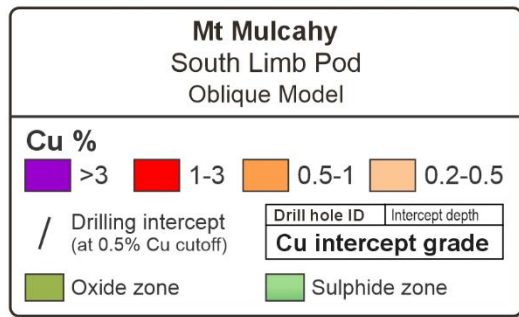 Mt Mulcahy
South Limb Pod
Oblique Model
Cu %
>3 1-3 0.5-1 0.2-0.5
Drilling intercept
(at 0.5% Cu cutoff)
Drill hole ID Intercept depth
Cu intercept grade
Oxide zone Sulphide zone